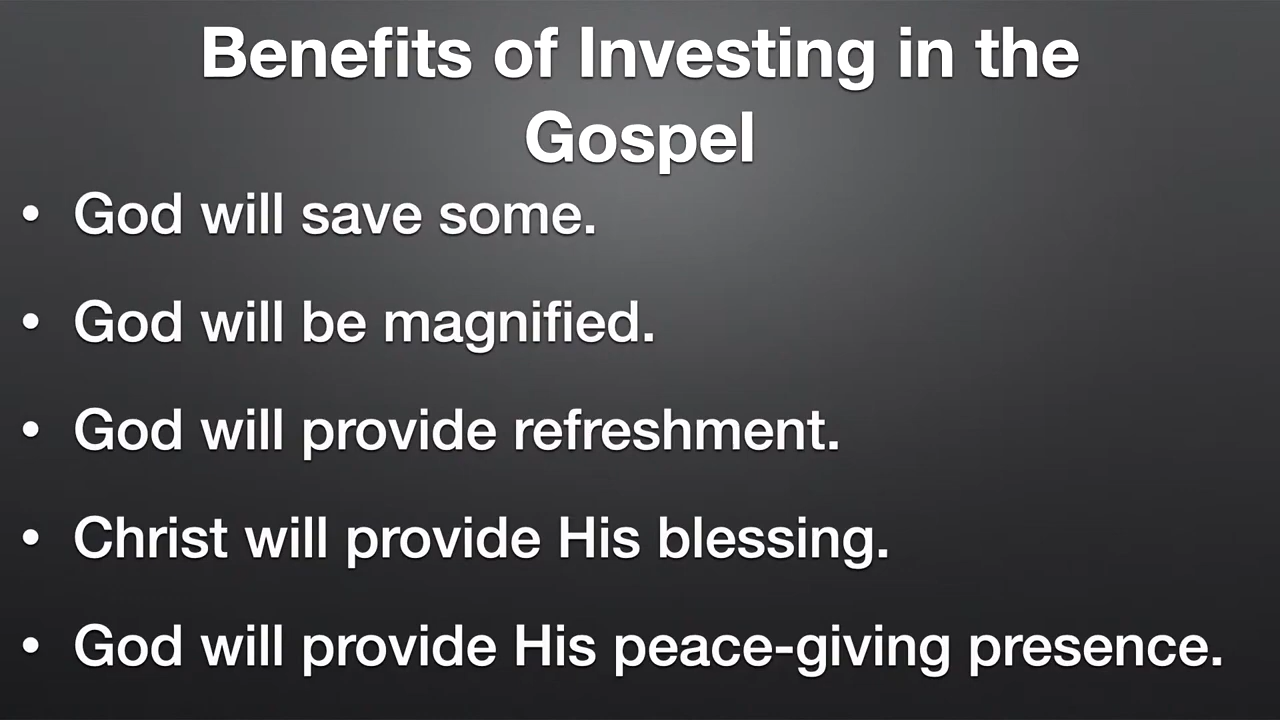 Benefits of Investing in the
Gospel
• God will save some.
• God will be magnified.
• God will provide refreshment.
• Christ will provide His blessing.
• God will provide His peace-giving presence.